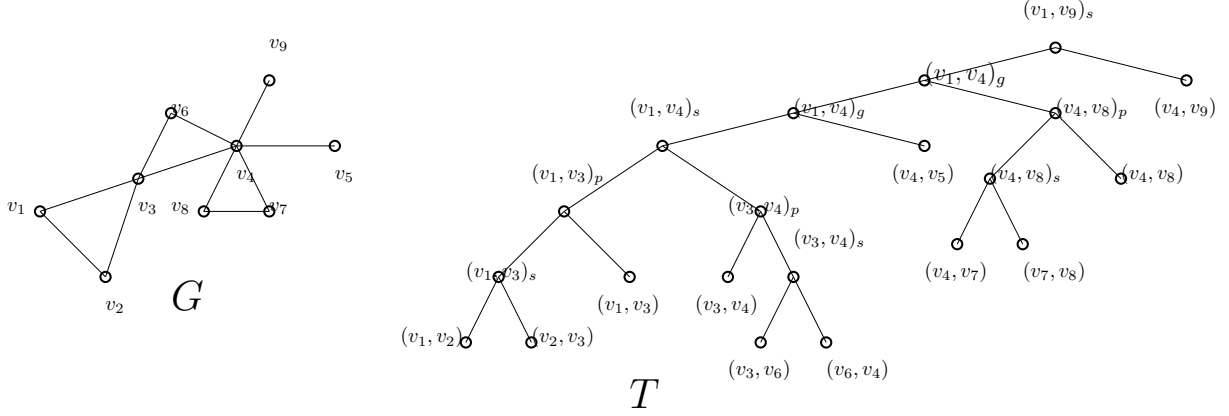 (v₁, v₉)ₛ
v₉
(v₁, v₄)g
v₆
(v₁, v₄)ₛ
(v₁, v₄)g
(v₄, v₈)ₚ
(v₄, v₉)
v₄
v₅
(v₁, v₃)ₚ
(v₄, v₅)
(v₄, v₈)ₛ
(v₄, v₈)
v₁
v₃
v₈
v₇
(v₃, v₄)ₚ
(v₃, v₄)ₛ
(v₁, v₃)ₛ
(v₄, v₇)
(v₇, v₈)
v₂
G
(v₁, v₃)
(v₃, v₄)
(v₁, v₂)
(v₂, v₃)
(v₃, v₆)
(v₆, v₄)
T